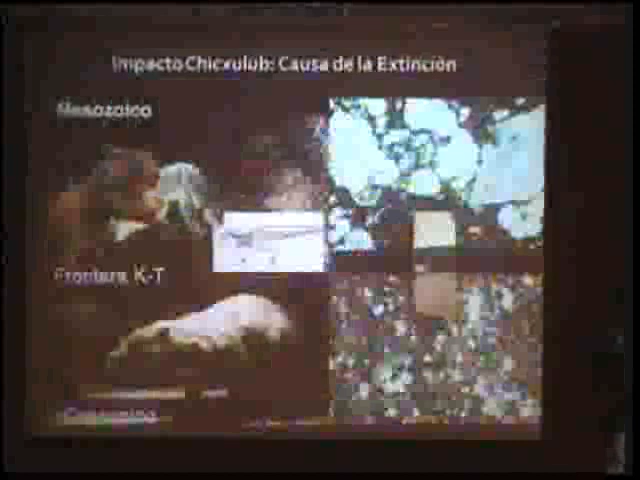 Impacto Chicxulub: Causa de la Extinción
Mesozoico
Frontera K-T
Cenozoico